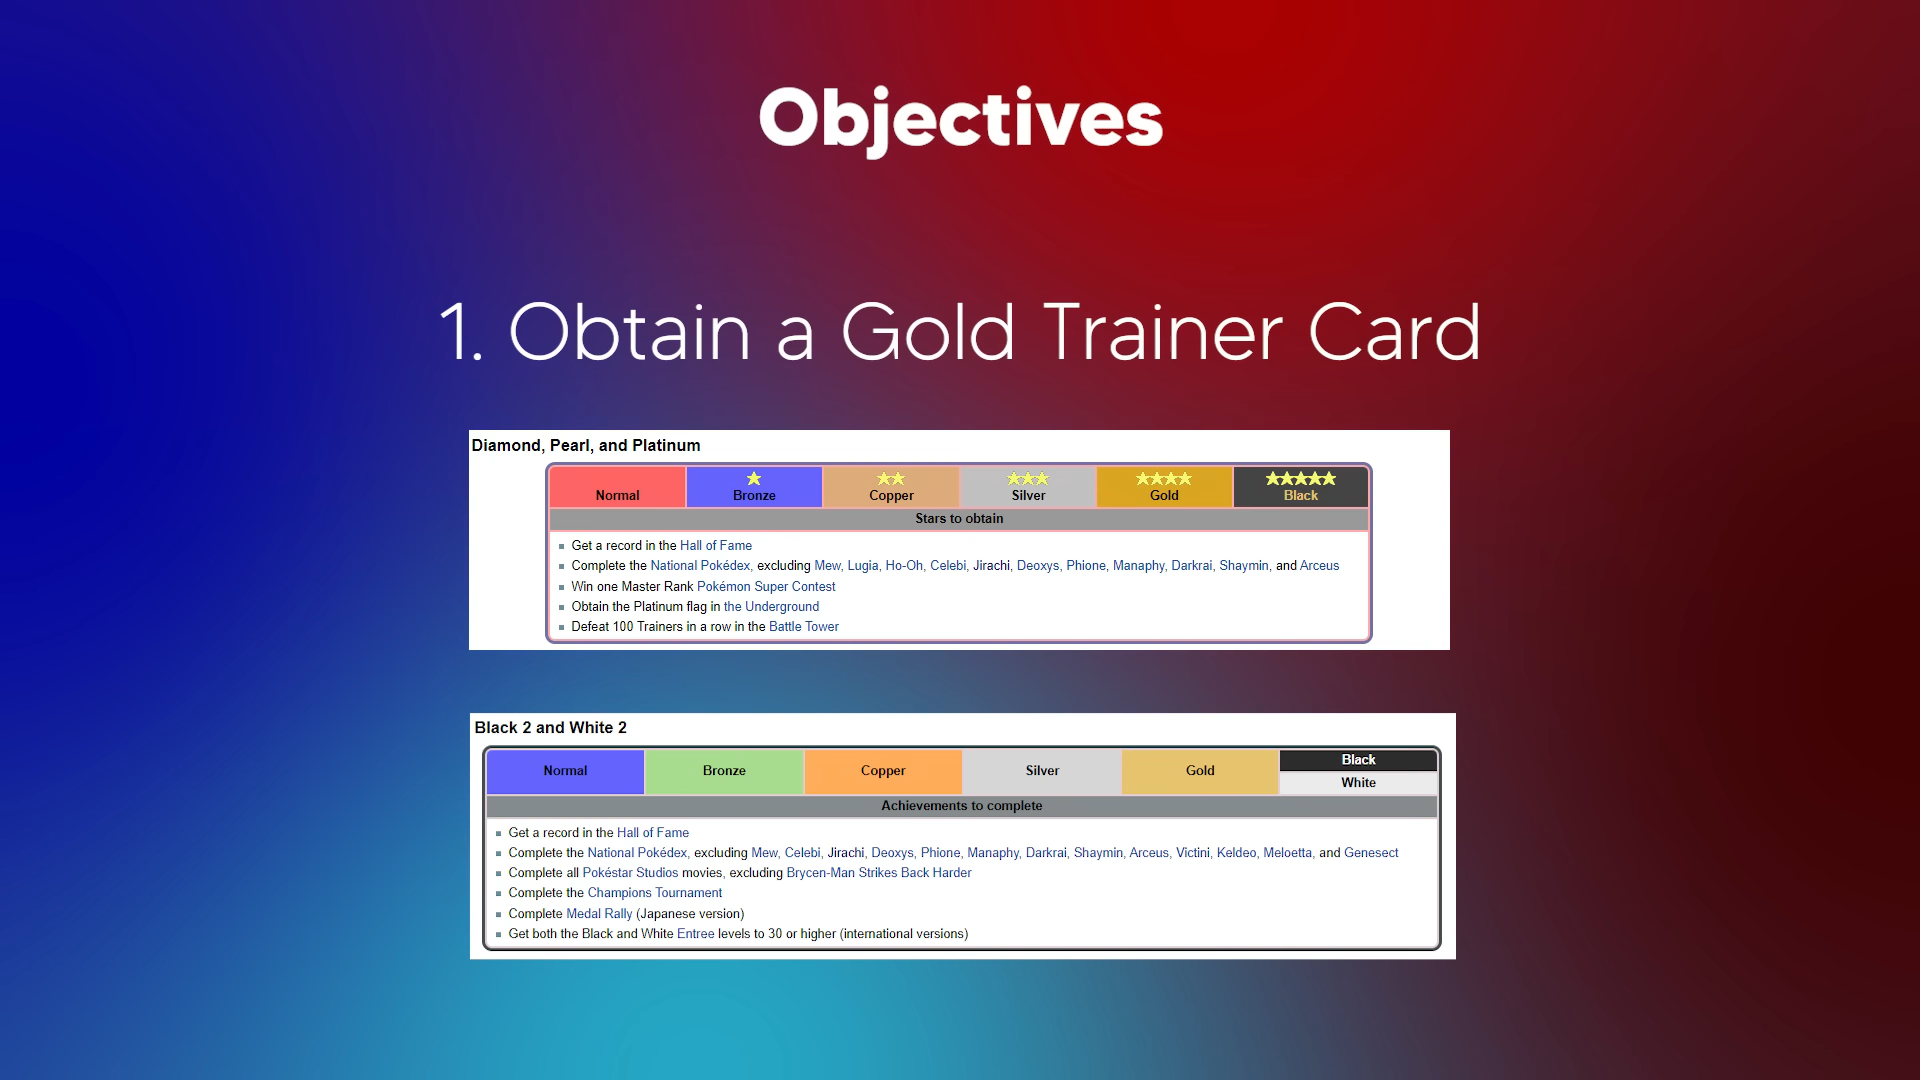 Objectives
1. Obtain a Gold Trainer Card
Diamond, Pearl, and Platinum
Normal Bronze Copper Silver Gold Black
Stars to obtain
Get a record in the Hall of Fame
Complete the National Pokédex, excluding Mew, Lugia, Ho-Oh, Celebi, Jirachi, Deoxys, Phione, Manaphy, Darkrai, Shaymin, and Arceus
Win one Master Rank Pokémon Super Contest
Obtain the Platinum flag in the Underground
Defeat 100 Trainers in a row in the Battle Tower
Black 2 and White 2
Normal Bronze Copper Silver Gold Black
White
Achievements to complete
Get a record in the Hall of Fame
Complete the National Pokédex, excluding Mew, Celebi, Jirachi, Deoxys, Phione, Manaphy, Darkrai, Shaymin, Arceus, Victini, Keldeo, Meloetta, and Genesect
Complete all Pokéstar Studios movies, excluding Brycen-Man Strikes Back Harder
Complete the Champions Tournament
Complete Medal Rally (Japanese version)
Get both the Black and White Entree levels to 30 or higher (international versions)